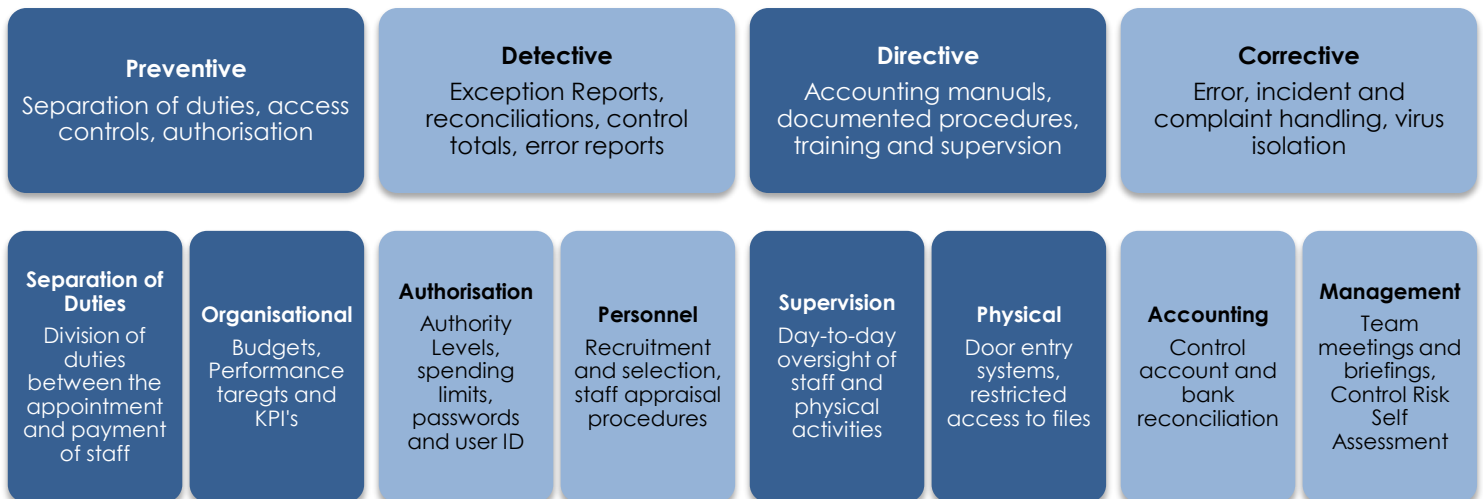 Preventive
Separation of duties, access
controls, authorisation
Detective
Exception Reports,
reconciliations, control
totals, error reports
Directive
Accounting manuals,
documented procedures,
training and supervsion
Corrective
Error, incident and
complaint handling, virus
isolation
Separation of
Duties
Division of
duties
between the
appointment
and payment
of staff
Organisational
Budgets,
Performance
taregts and
KPI's
Authorisation
Authority
Levels,
spending
limits,
passwords
and user ID
Personnel
Recruitment
and selection,
staff appraisal
procedures
Supervision
Day-to-day
oversight of
staff and
physical
activities
Physical
Door entry
systems,
restricted
access to files
Accounting
Control
account and
bank
reconciliation
Management
Team
meetings and
briefings,
Control Risk
Self
Assessment